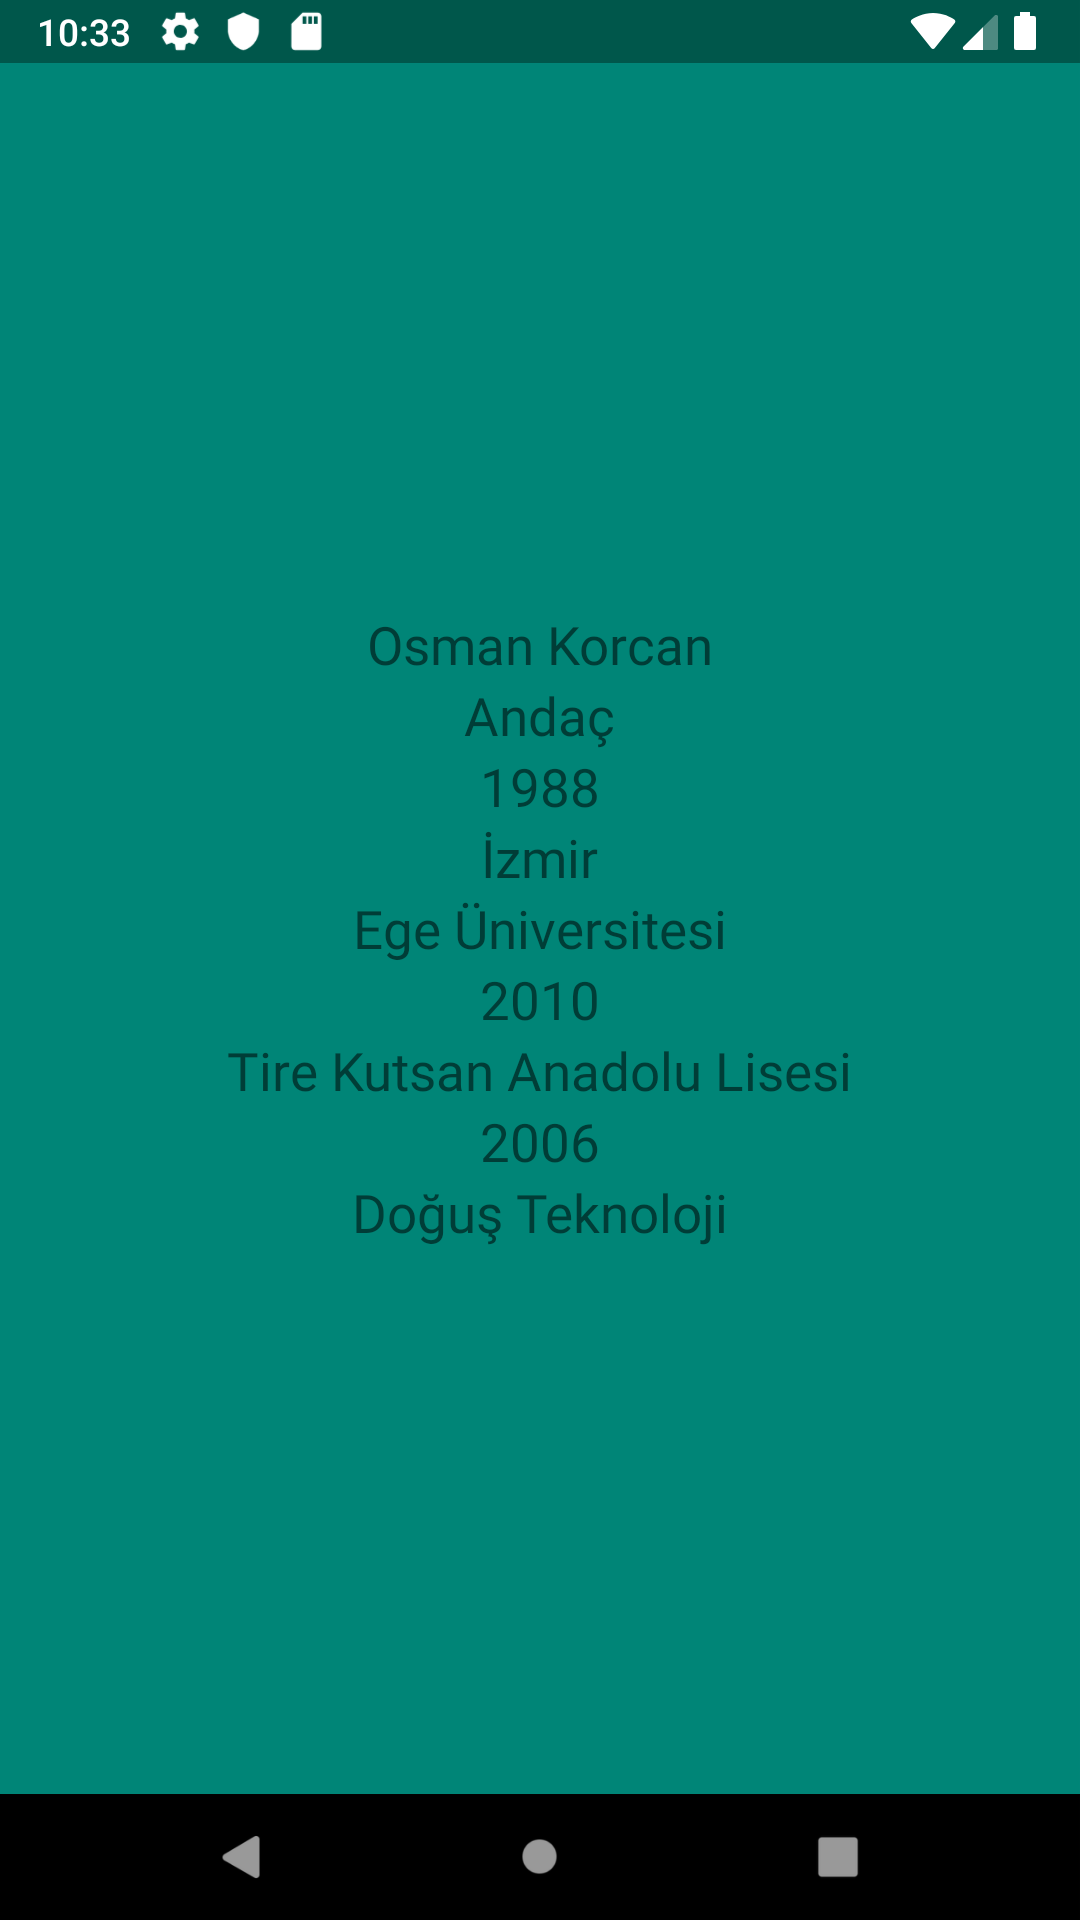 10:33
Osman Korcan
Andaç
1988
İzmir
Ege Üniversitesi
2010
Tire Kutsan Anadolu Lisesi
2006
Doğuş Teknoloji